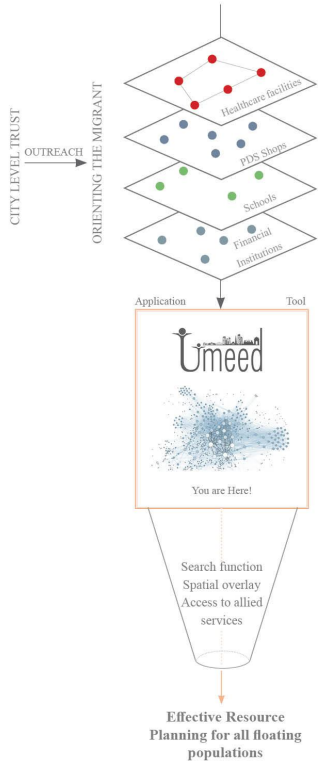 CITY LEVEL TRUST
OUTREACH
ORIENTING THE MIGRANT
Healthcare facilities
PDS Shops
Schools
Financial
Institutions
Application
Tool
Umeed
You are Here!
Search function
Spatial overlay
Access to allied
services
Effective Resource
Planning for all floating
populations